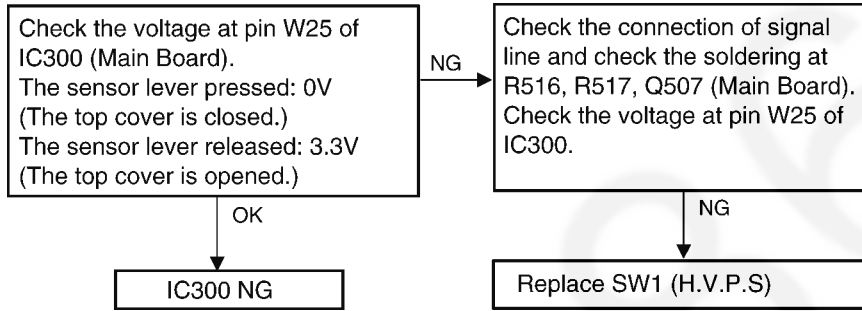 Check the voltage at pin W25 of
IC300 (Main Board).
The sensor lever pressed: 0V
(The top cover is closed.)
The sensor lever released: 3.3V
(The top cover is opened.)
NG
Check the connection of signal
line and check the soldering at
R516, R517, Q507 (Main Board).
Check the voltage at pin W25 of
IC300.
OK
NG
IC300 NG
Replace SW1 (H.V.P.S)